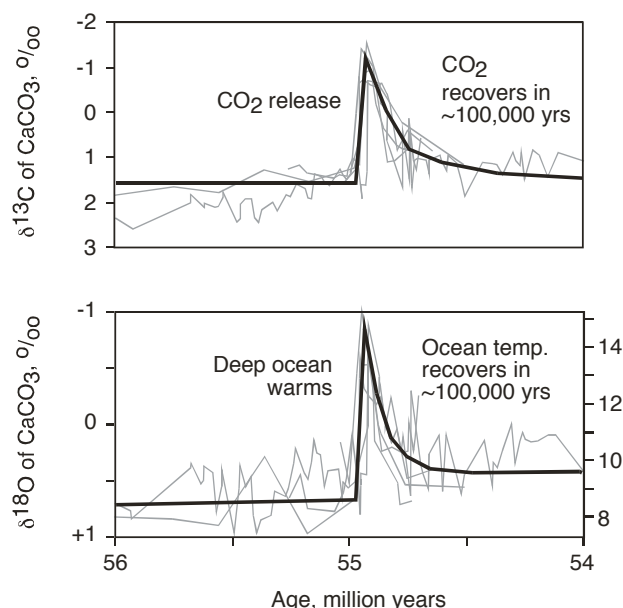 -2
-1
0
1
2
3
δ13C of CaCO3, o/oo
CO2 release
CO2
recovers in
~100,000 yrs
-1
0
+1
δ18O of CaCO3, o/oo
Deep ocean
warms
Ocean temp.
recovers in
~100,000 yrs
14
12
10
8
56
55
54
Age, million years